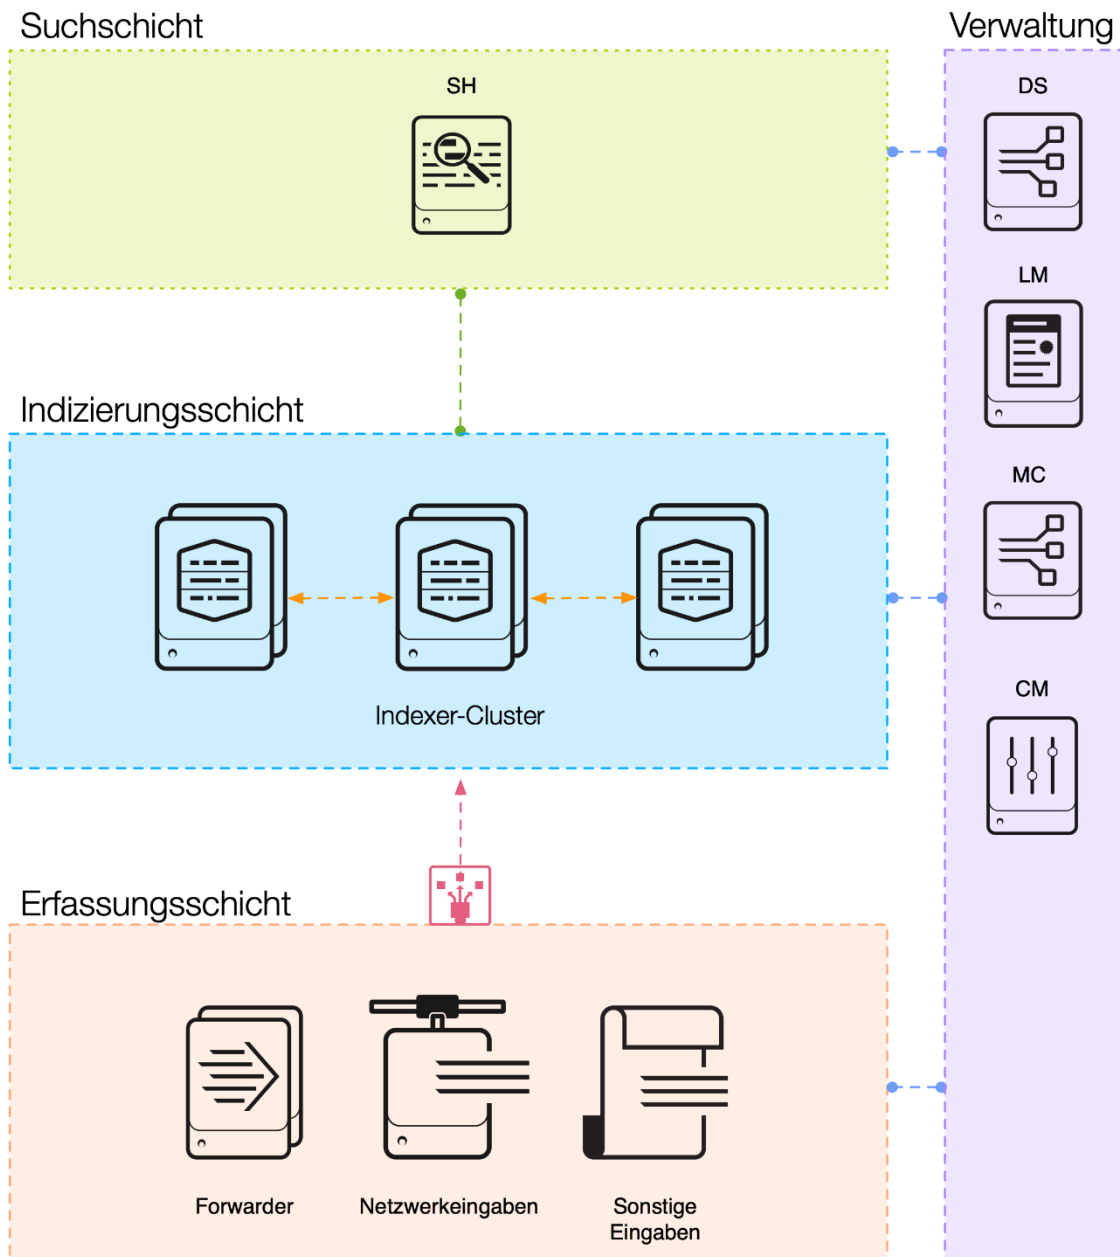 Suchschicht
Verwaltung
SH
DS
LM
Indizierungsschicht
MC
Indexer-Cluster
CM
Erfassungsschicht
Forwarder
Netzwerkeingaben
Sonstige
Eingaben